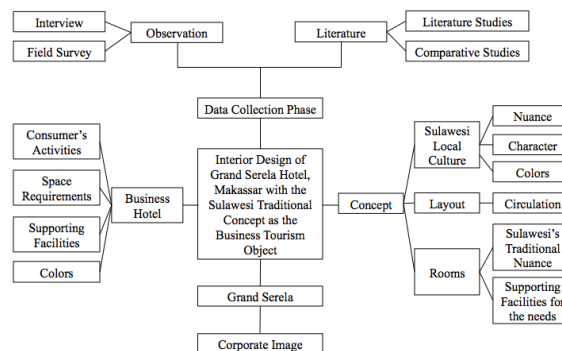 Interview
Field Survey
Observation
Literature
Literature Studies
Comparative Studies
Data Collection Phase
Consumer's
Activities
Space
Requirements
Supporting
Facilities
Colors
Business
Hotel
Interior Design of
Grand Serela Hotel,
Makassar with the
Sulawesi Traditional
Concept as the
Business Tourism
Object
Concept
Sulawesi
Local
Culture
Nuance
Character
Colors
Layout
Circulation
Rooms
Sulawesi's
Traditional
Nuance
Supporting
Facilities for
the needs
Grand Serela
Corporate Image